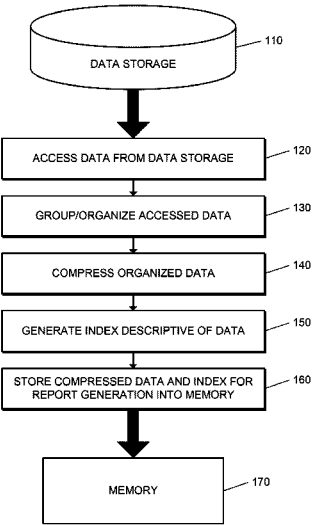 110
DATA STORAGE
120
ACCESS DATA FROM DATA STORAGE
130
GROUP/ORGANIZE ACCESSED DATA
140
COMPRESS ORGANIZED DATA
150
GENERATE INDEX DESCRIPTIVE OF DATA
160
STORE COMPRESSED DATA AND INDEX FOR
REPORT GENERATION INTO MEMORY
170
MEMORY